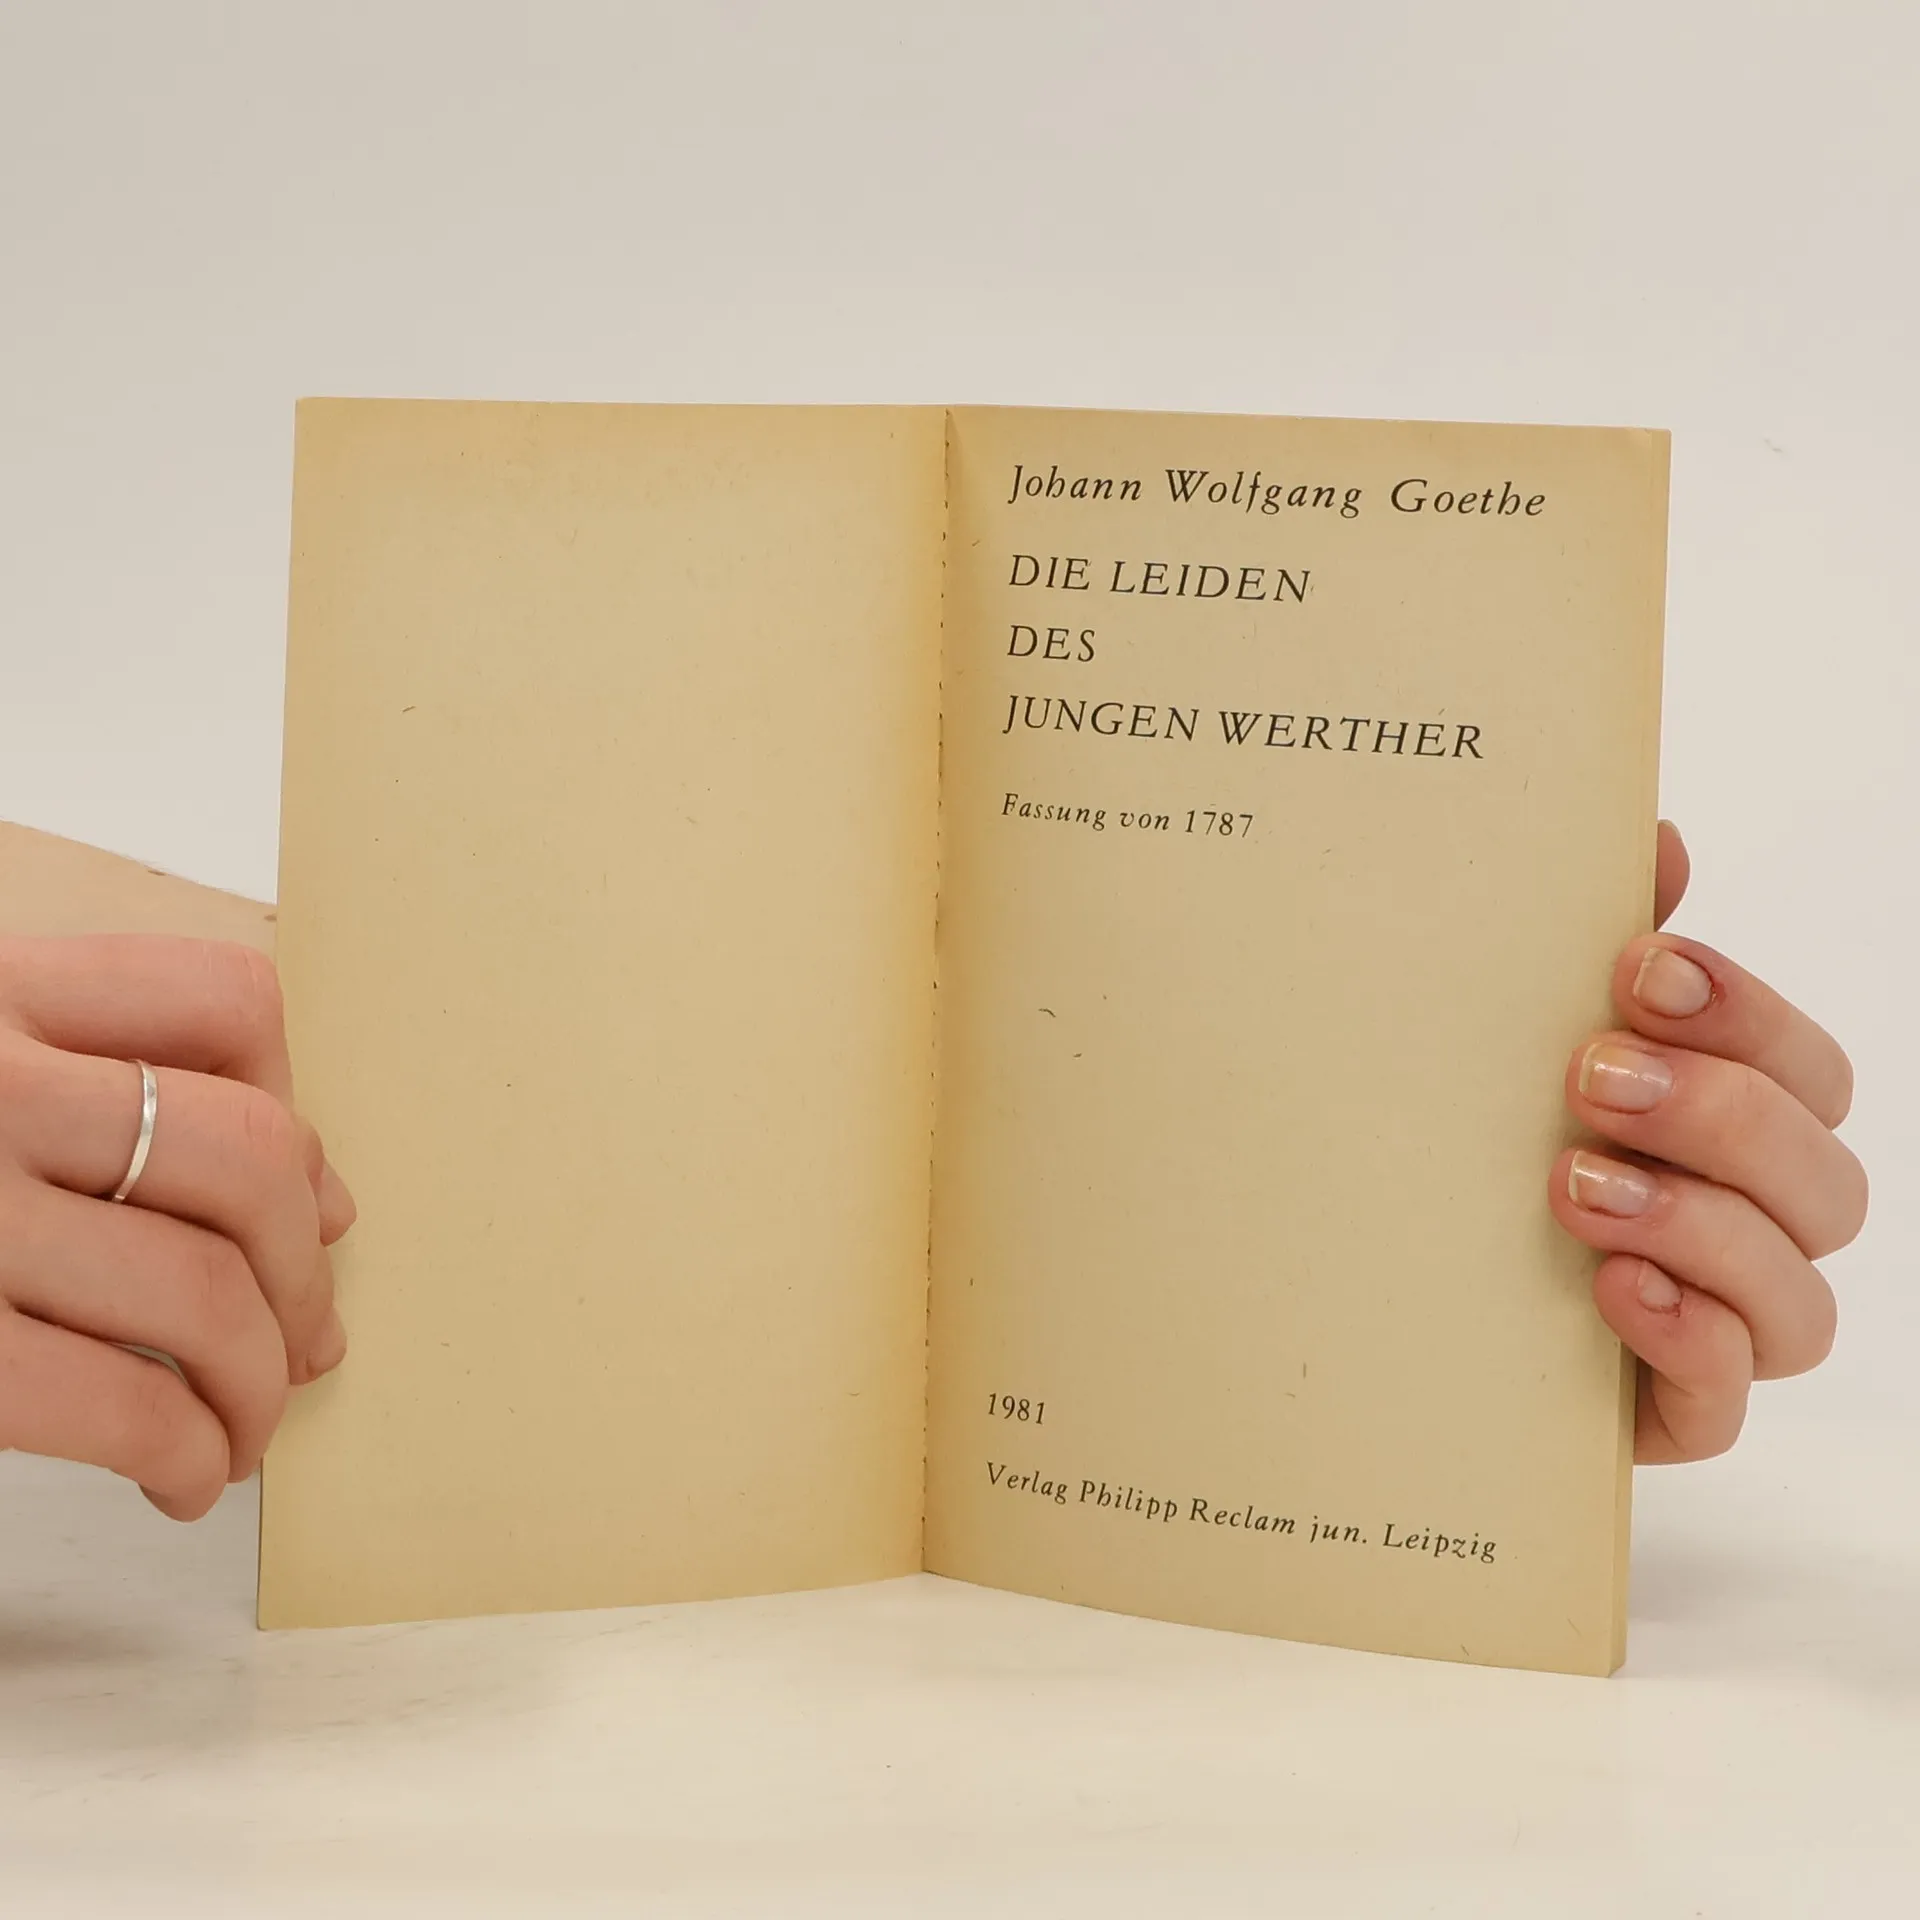 Johann Wolfgang Goethe
DIE LEIDEN
DES
JUNGEN WERTHER
Fassung von 1787
1981
Verlag Philipp Reclam jun. Leipzig